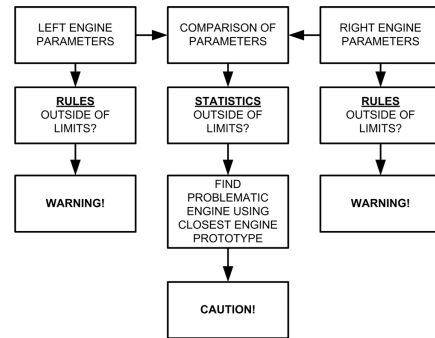 LEFT ENGINE
PARAMETERS
COMPARISON OF
PARAMETERS
RIGHT ENGINE
PARAMETERS
RULES
OUTSIDE OF
LIMITS?
STATISTICS
OUTSIDE OF
LIMITS?
RULES
OUTSIDE OF
LIMITS?
WARNING!
FIND
PROBLEMATIC
ENGINE USING
CLOSEST ENGINE
PROTOTYPE
WARNING!
CAUTION!